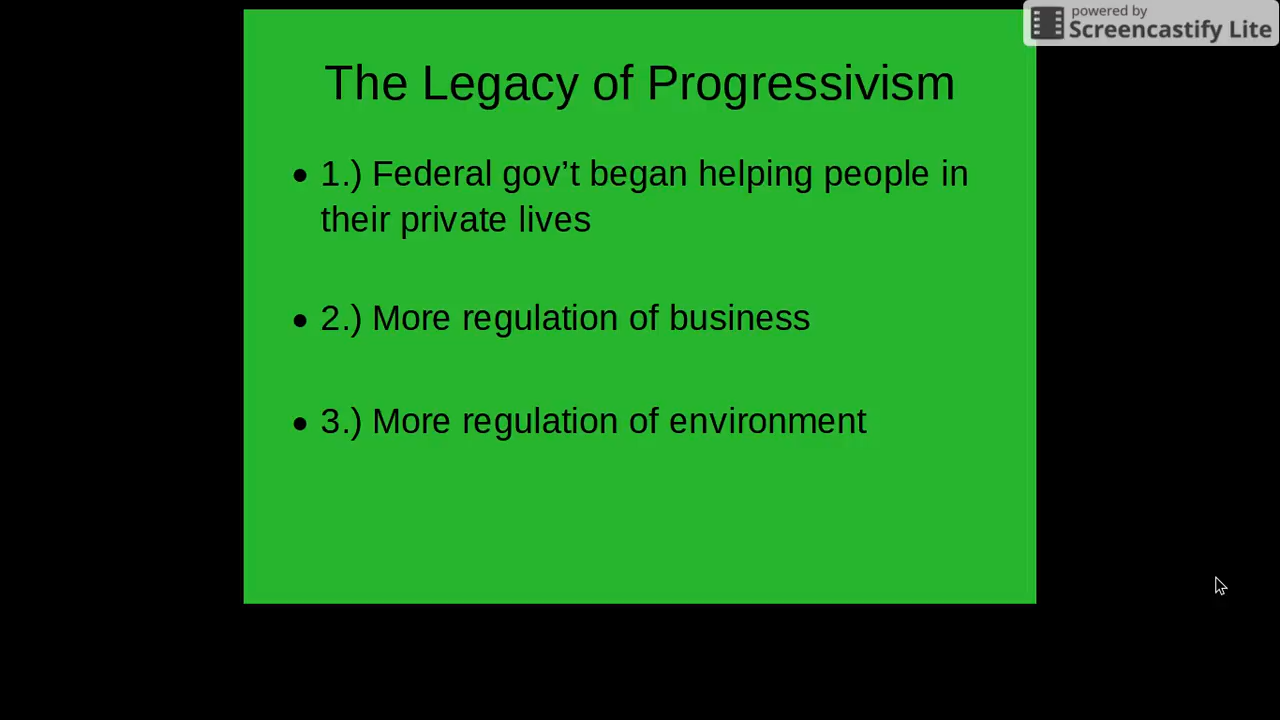 powered by
Screencastify Lite
The Legacy of Progressivism
• 1.) Federal gov’t began helping people in
their private lives
• 2.) More regulation of business
• 3.) More regulation of environment